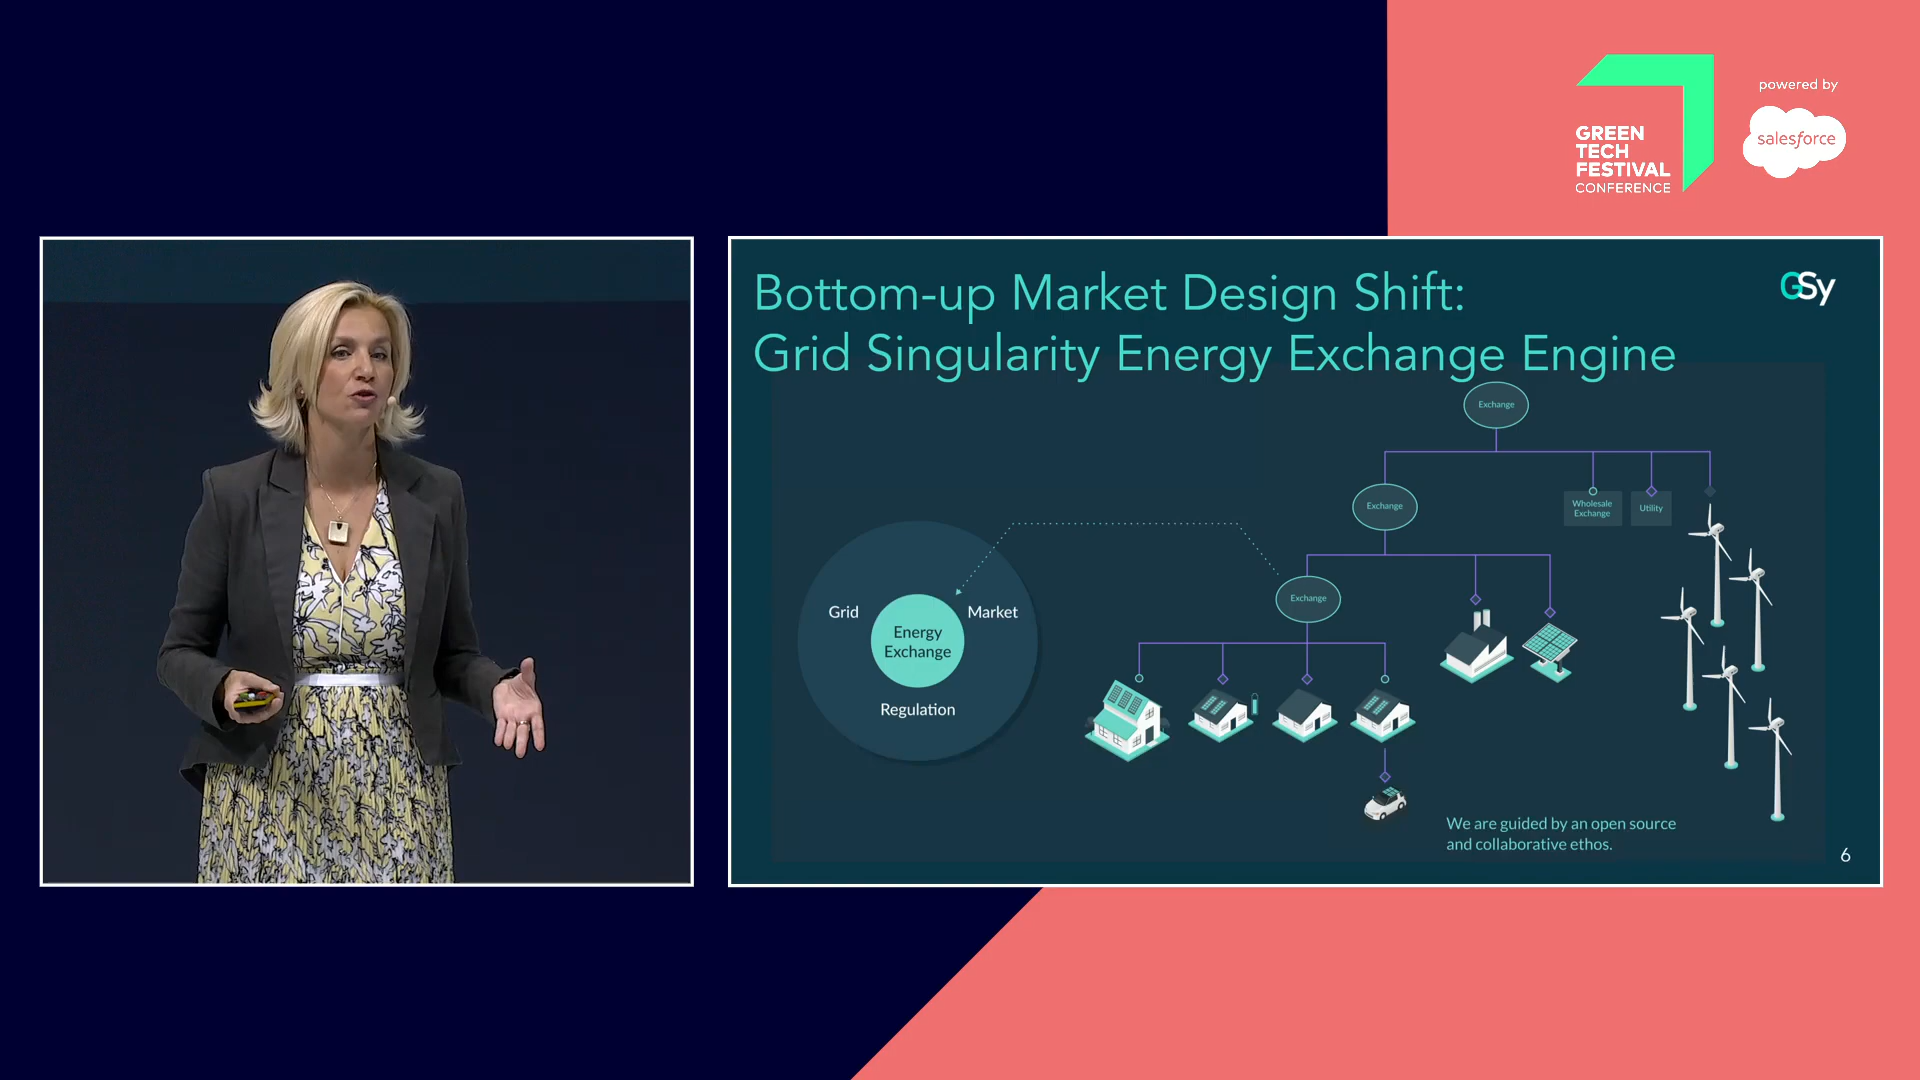 GREEN
TECH
FESTIVAL
CONFERENCE
powered by
salesforce
Bottom-up Market Design Shift:
Grid Singularity Energy Exchange Engine
GSy
Exchange
Exchange
Wholesale
Exchange
Utility
Exchange
Grid
Market
Energy
Exchange
Regulation
We are guided by an open source
and collaborative ethos.
6